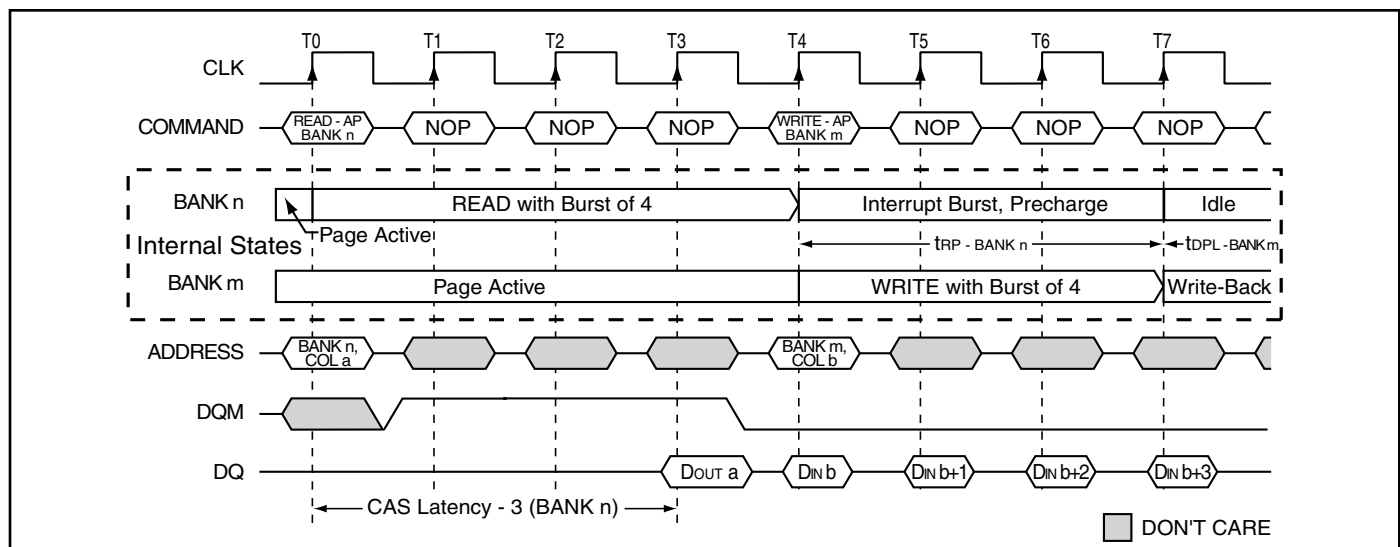 T0 T1 T2 T3 T4 T5 T6 T7
CLK
COMMAND READ - AP BANK n NOP NOP NOP WRITE - AP BANK m NOP NOP NOP
BANK n READ with Burst of 4 Interrupt Burst, Precharge Idle
Page Active
Internal States tRP - BANK n tDPL - BANK m
BANK m Page Active WRITE with Burst of 4 Write-Back
ADDRESS BANK n, COL a BANK m, COL b
DQM
DQ DOUT a DIN b DIN b+1 DIN b+2 DIN b+3
CAS Latency - 3 (BANK n)
DON'T CARE